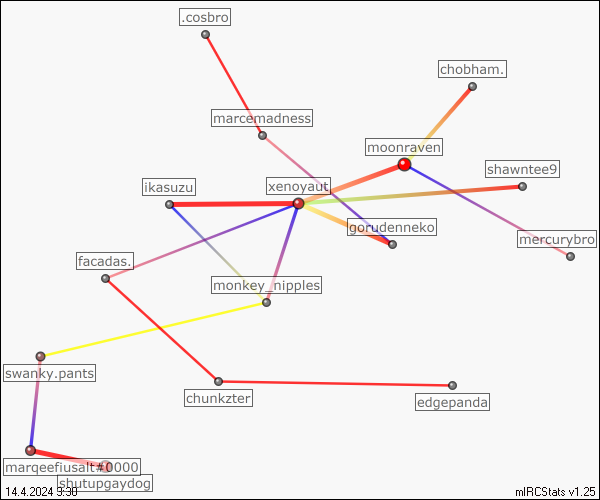 .cosbro
chobham.
marcemadness
moonraven
shawntee9
ikasuzu
xenoyaut
gorudenneko
mercurybro
facadas.
monkey_nipples
swanky.pants
chunkzter
edgepanda
marqeefiusalt#0000
shutupgaydog
14.4.2024 9:30
mIRCStats v1.25